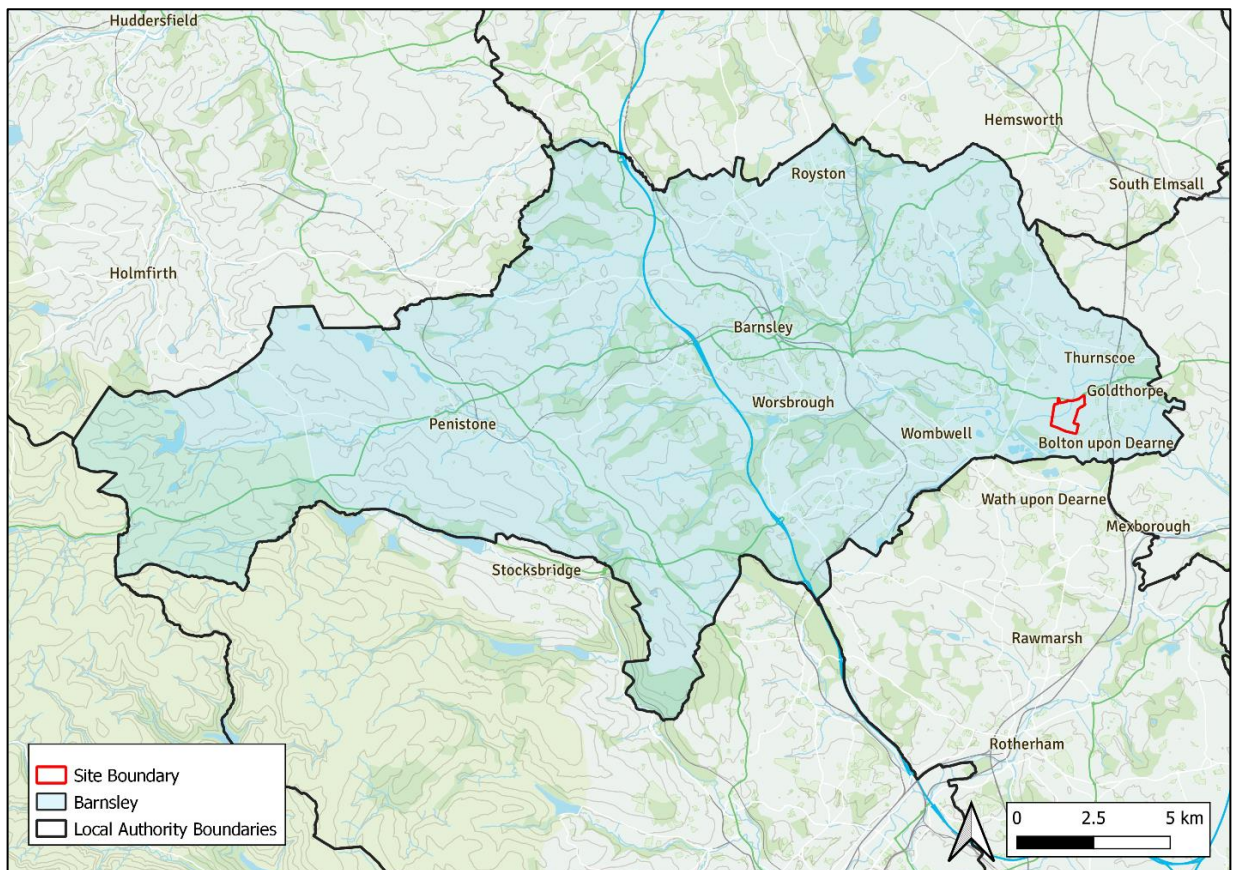 Huddersfield
Hemsworth
Royston
South Elmsall
Holmfirth
Barnsley
Thurnscoe
Goldthorpe
Worsbrough
Penistone
Wombwell
Bolton upon Dearne
Wath upon Dearne
Mexborough
Stocksbridge
Rawmarsh
Rotherham
Site Boundary
Barnsley
Local Authority Boundaries
0 2.5 5 km